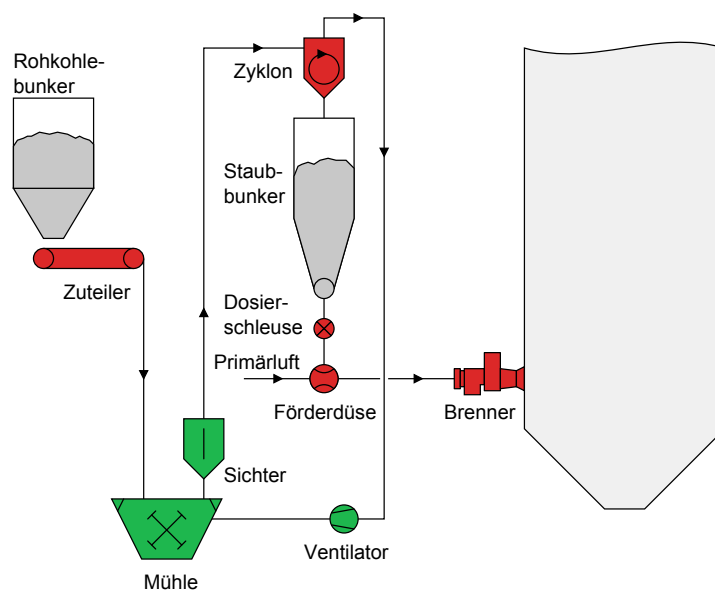 Rohkohle-
bunker
Zyklon
Staub-
bunker
Zuteiler
Dosier-
schleuse
Primärluft
Förderdüse
Brenner
Sichter
Ventilator
Mühle